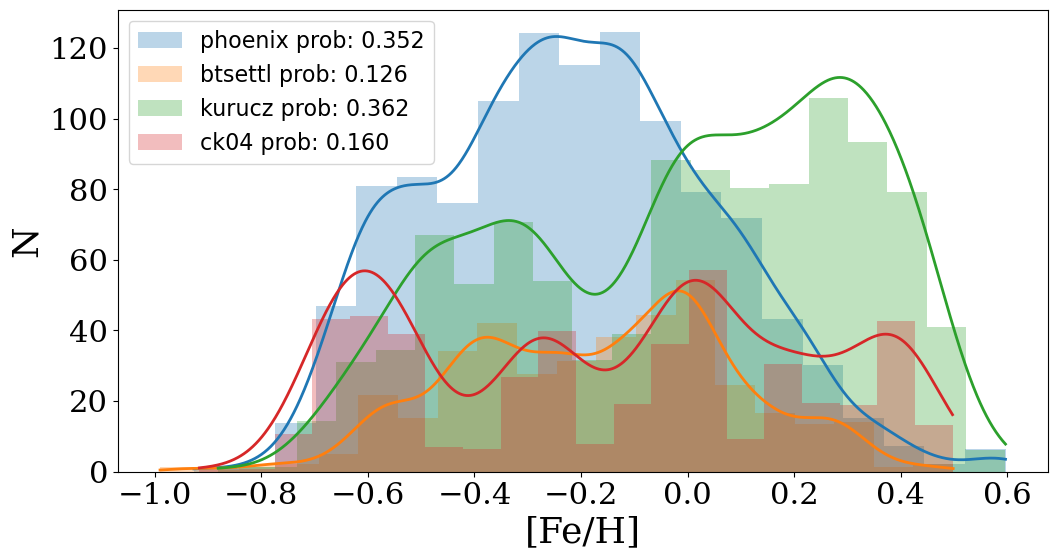 phoenix prob: 0.352
btsettl prob: 0.126
kurucz prob: 0.362
ck04 prob: 0.160
120
100
80
60
40
20
0
N
−1.0 −0.8 −0.6 −0.4 −0.2 0.0 0.2 0.4 0.6
[Fe/H]